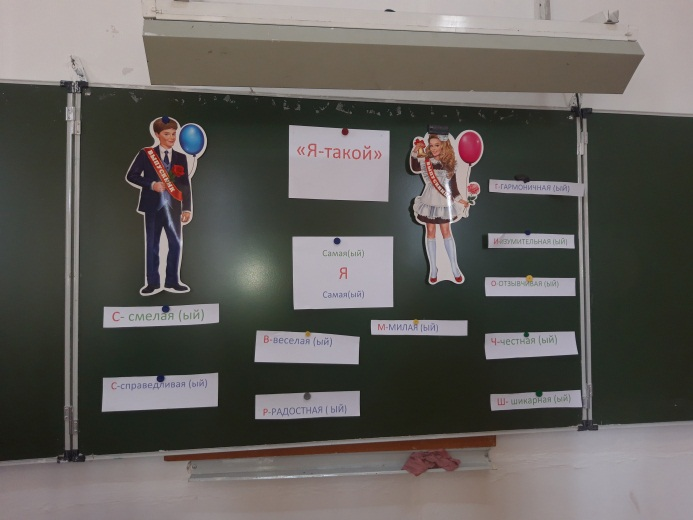 «Я-такой»
ВЫПУСКНИК
Самая(ый)
Я
Самая(ый)
С- смелая (ый)
С-справедливая (ый)
В-веселая (ый)
Р-РАДОСТНАЯ ( ЫЙ)
М-МИЛАЯ (ЫЙ)
Г-ГАРМОНИЧНАЯ (ЫЙ)
И-ИЗУМИТЕЛЬНАЯ (ЫЙ)
О-ОТЗЫВЧИВАЯ (ЫЙ)
Ч-честная (ый)
Ш- шикарная (ый)